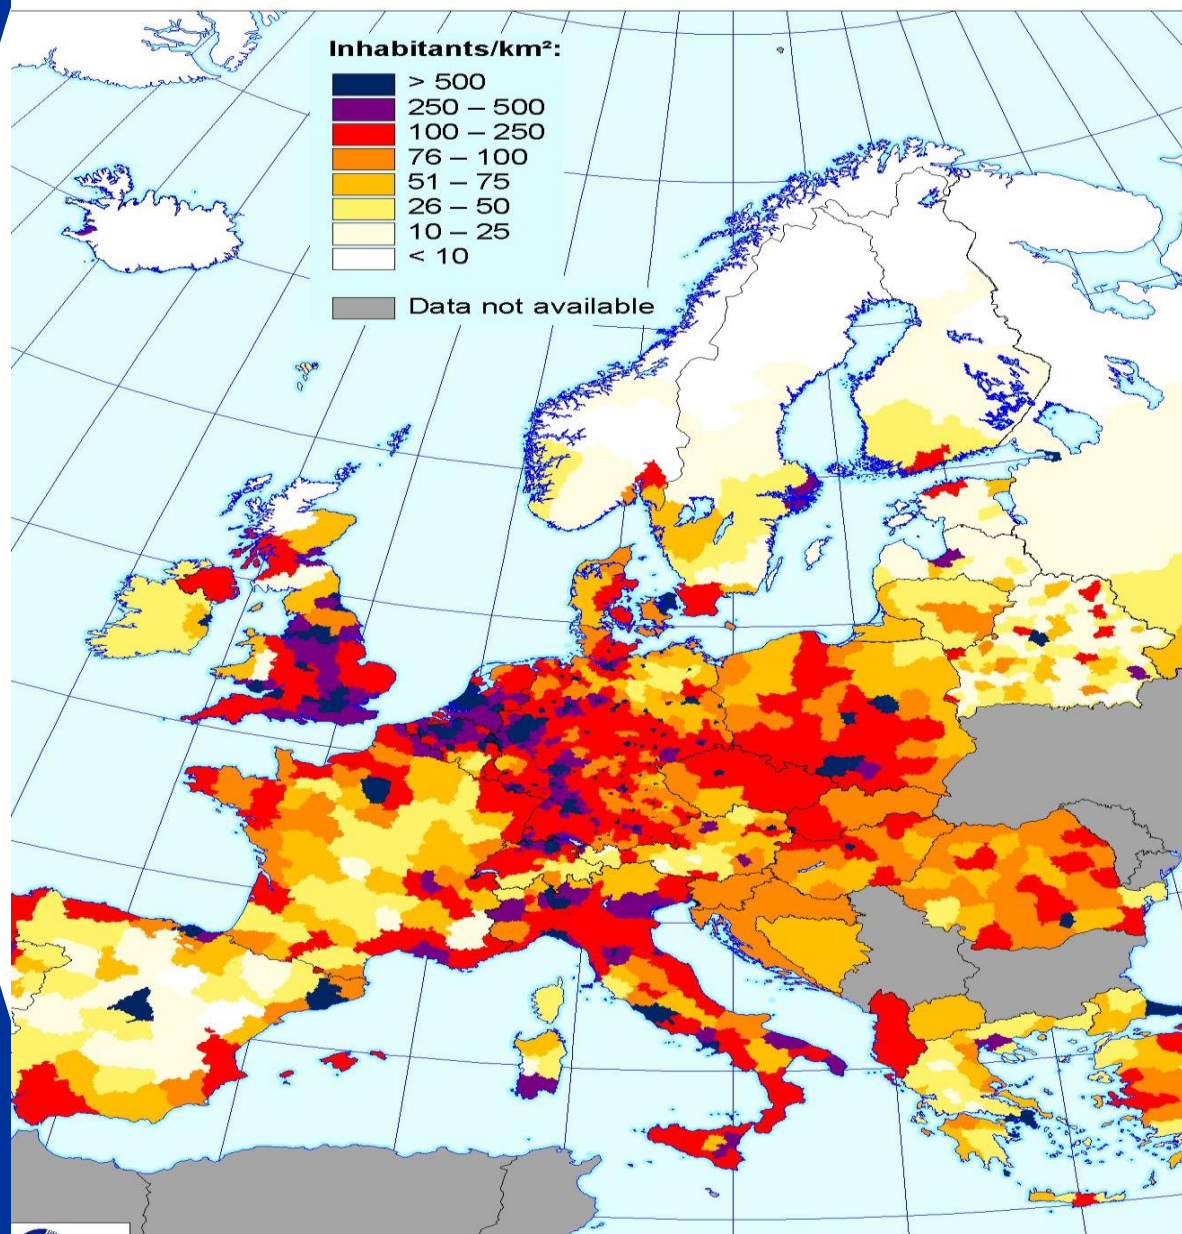 Inhabitants/km²:
> 500
250 – 500
100 – 250
76 – 100
51 – 75
26 – 50
10 – 25
< 10
Data not available